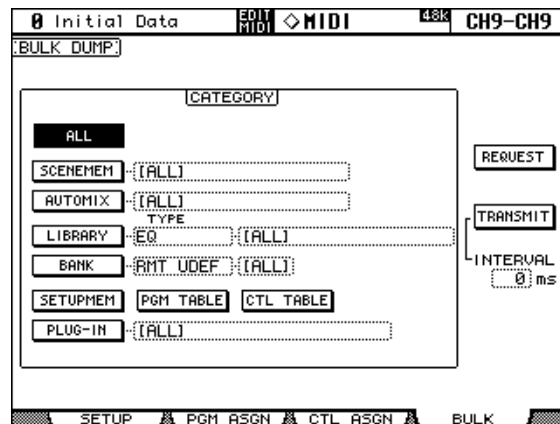 0 Initial Data EDIT MIDI ◇MIDI 48k CH9-CH9
BULK DUMP
CATEGORY
ALL
REQUEST
SCENEMEM [ALL]
AUTOMIX [ALL]
TYPE
TRANSMIT
LIBRARY EQ [ALL]
INTERVAL
BANK RMT UDEF [ALL]
0 ms
SETUPMEM PGM TABLE CTL TABLE
PLUG-IN [ALL]
SETUP PGM ASGN CTL ASGN BULK